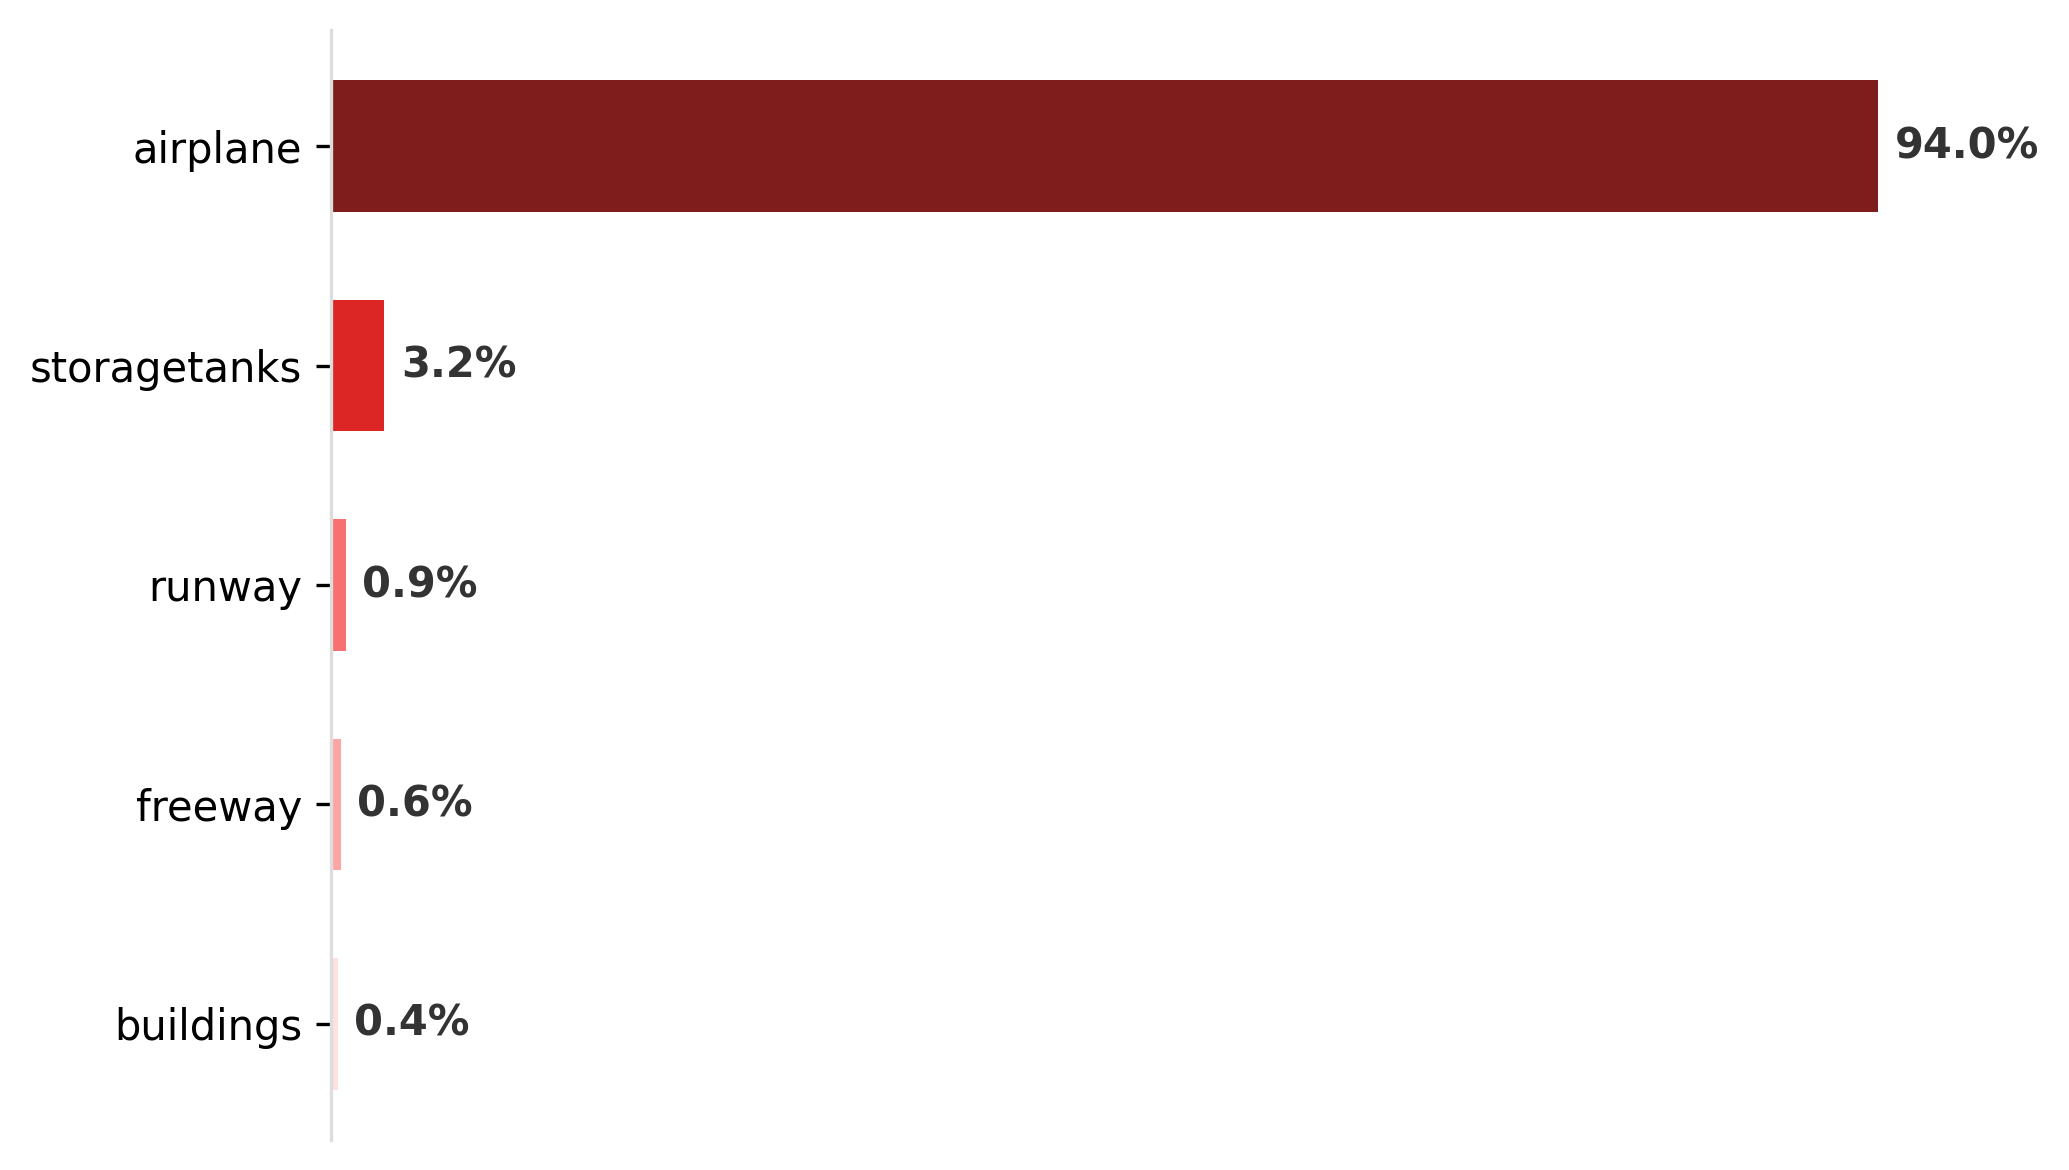 airplane 94.0%
storagetanks 3.2%
runway 0.9%
freeway 0.6%
buildings 0.4%